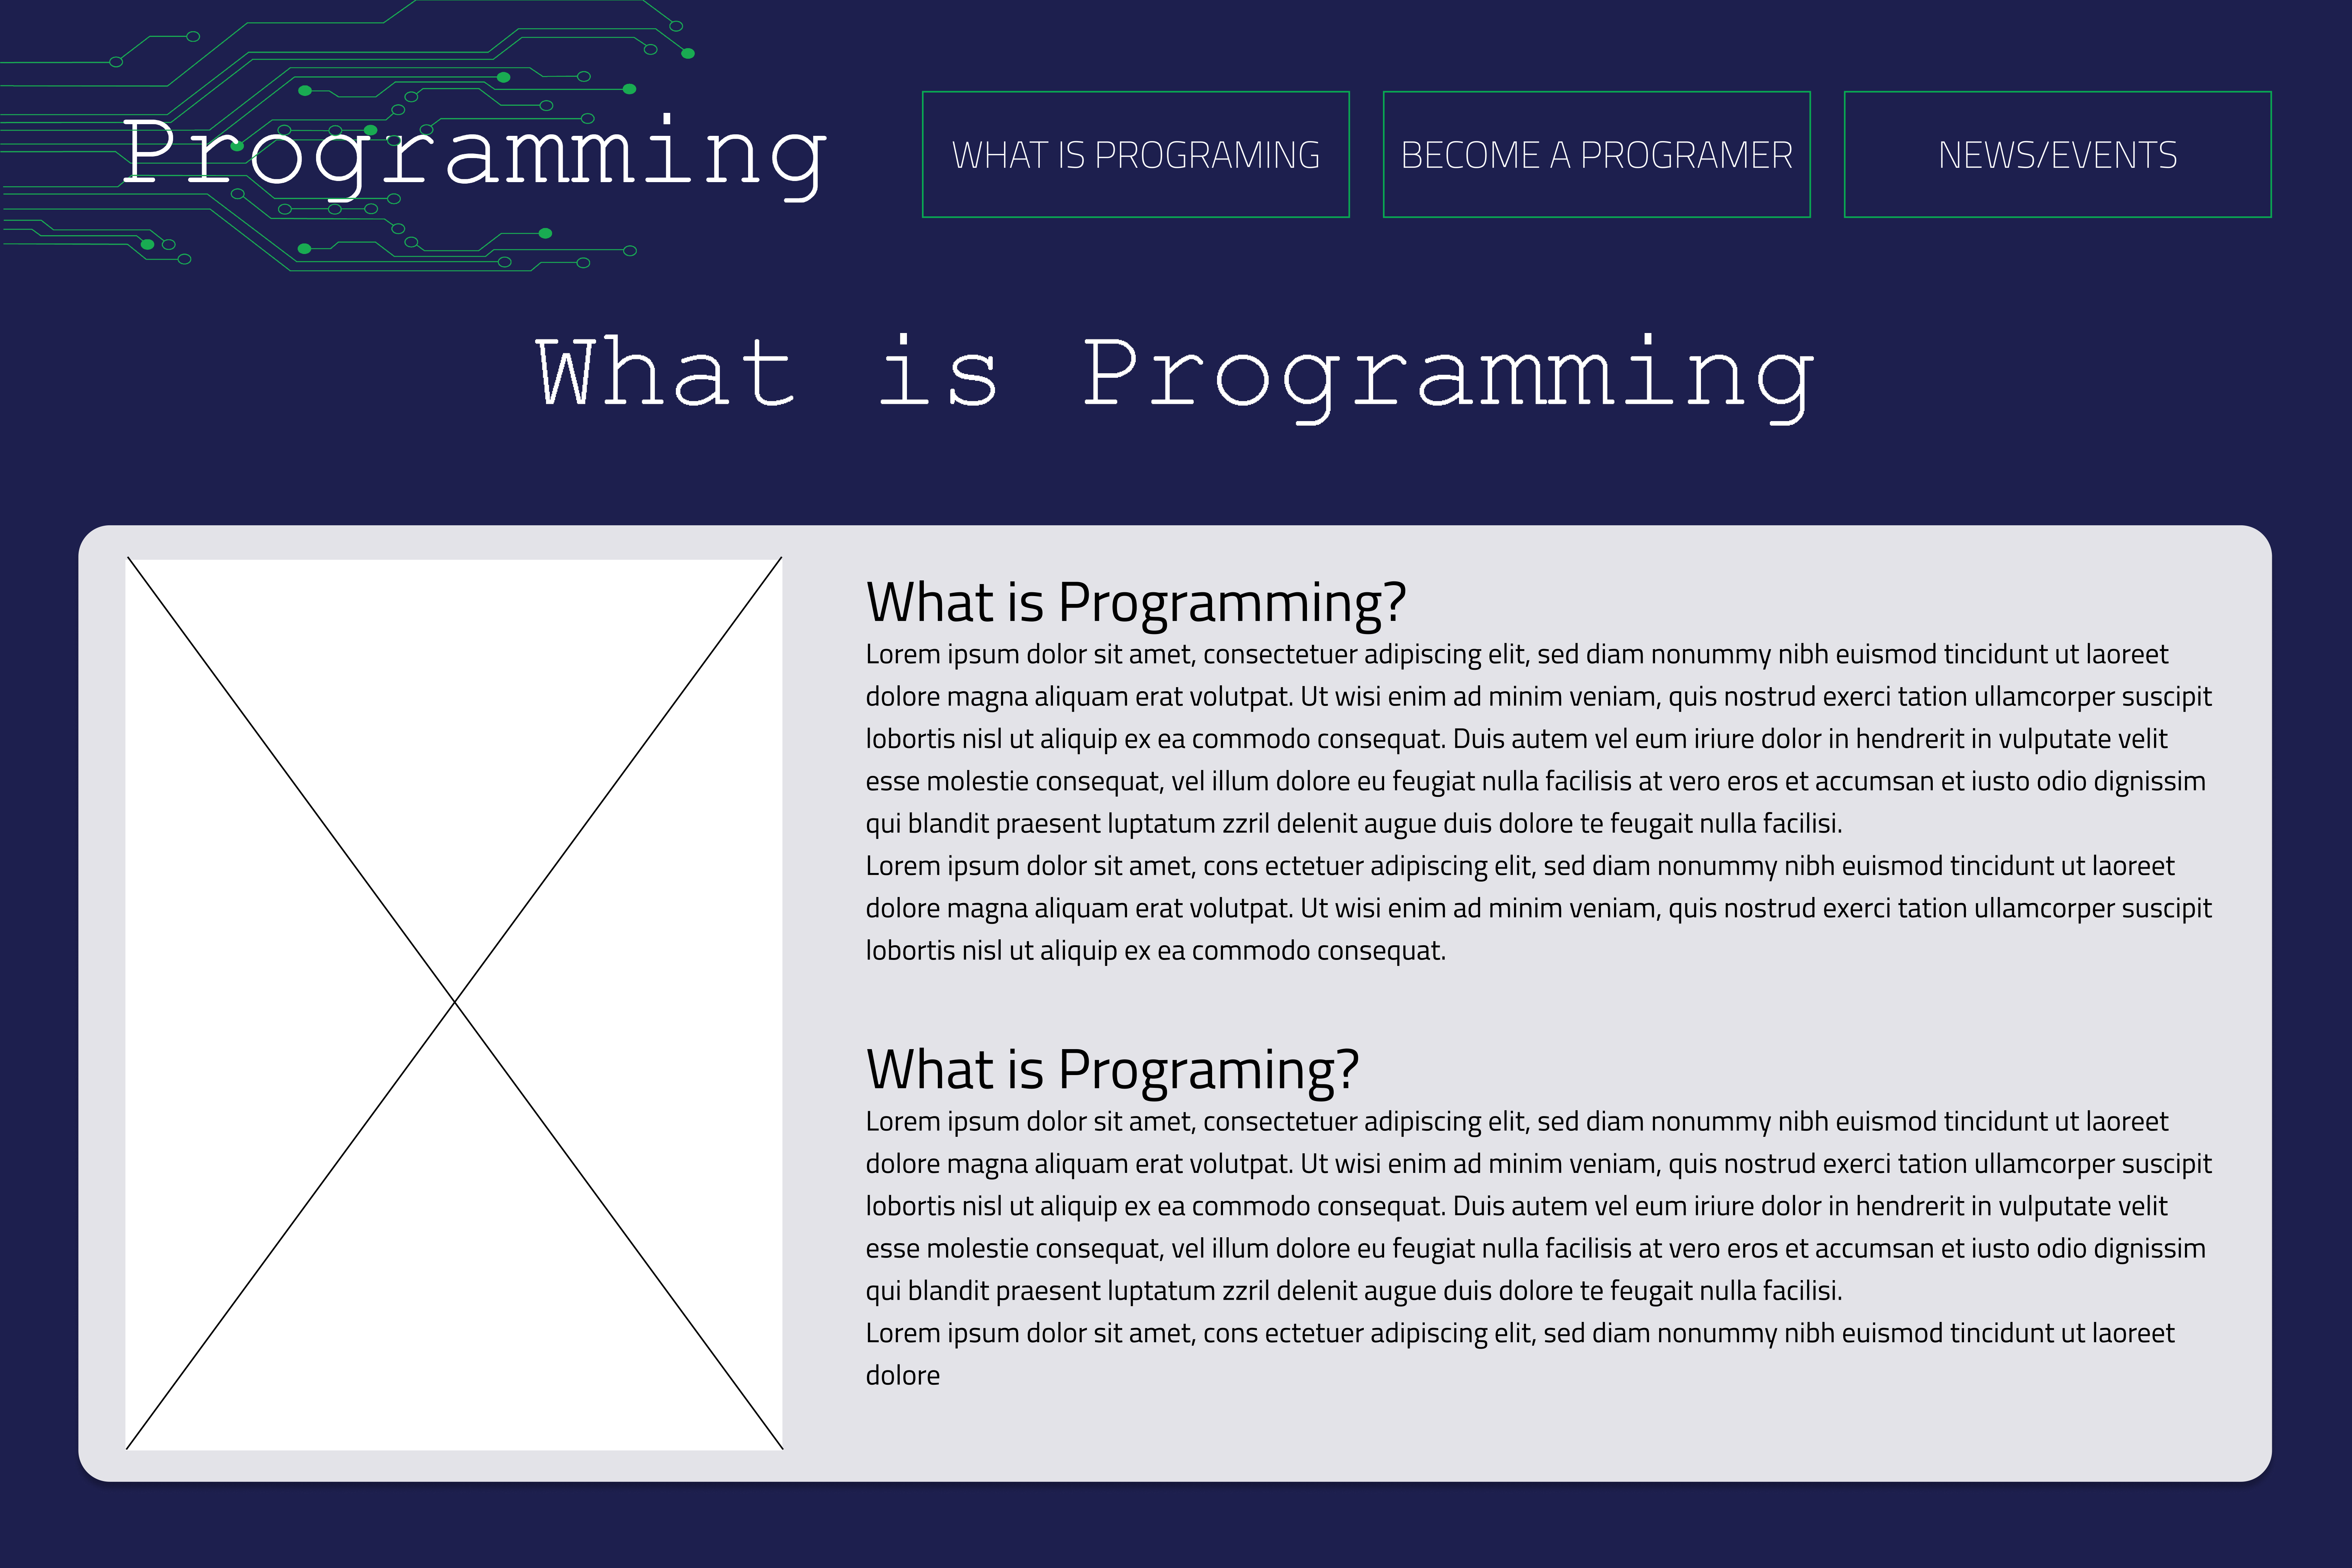 Programming
WHAT IS PROGRAMING
BECOME A PROGRAMER
NEWS/EVENTS
What is Programming
What is Programming?
Lorem ipsum dolor sit amet, consectetuer adipiscing elit, sed diam nonummy nibh euismod tincidunt ut laoreet
dolore magna aliquam erat volutpat. Ut wisi enim ad minim veniam, quis nostrud exerci tation ullamcorper suscipit
lobortis nisl ut aliquip ex ea commodo consequat. Duis autem vel eum iriure dolor in hendrerit in vulputate velit
esse molestie consequat, vel illum dolore eu feugiat nulla facilisis at vero eros et accumsan et iusto odio dignissim
qui blandit praesent luptatum zzril delenit augue duis dolore te feugait nulla facilisi.
Lorem ipsum dolor sit amet, cons ectetuer adipiscing elit, sed diam nonummy nibh euismod tincidunt ut laoreet
dolore magna aliquam erat volutpat. Ut wisi enim ad minim veniam, quis nostrud exerci tation ullamcorper suscipit
lobortis nisl ut aliquip ex ea commodo consequat.
What is Programing?
Lorem ipsum dolor sit amet, consectetuer adipiscing elit, sed diam nonummy nibh euismod tincidunt ut laoreet
dolore magna aliquam erat volutpat. Ut wisi enim ad minim veniam, quis nostrud exerci tation ullamcorper suscipit
lobortis nisl ut aliquip ex ea commodo consequat. Duis autem vel eum iriure dolor in hendrerit in vulputate velit
esse molestie consequat, vel illum dolore eu feugiat nulla facilisis at vero eros et accumsan et iusto odio dignissim
qui blandit praesent luptatum zzril delenit augue duis dolore te feugait nulla facilisi.
Lorem ipsum dolor sit amet, cons ectetuer adipiscing elit, sed diam nonummy nibh euismod tincidunt ut laoreet
dolore